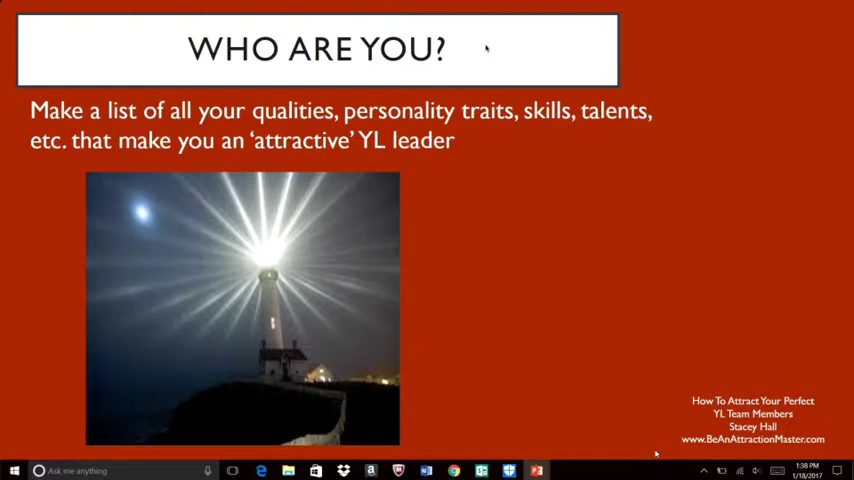 WHO ARE YOU?
Make a list of all your qualities, personality traits, skills, talents,
etc. that make you an ‘attractive’ YL leader
How To Attract Your Perfect
YL Team Members
Stacey Hall
www.BeAnAttractionMaster.com
Ask me anything
1:38 PM
1/18/2017